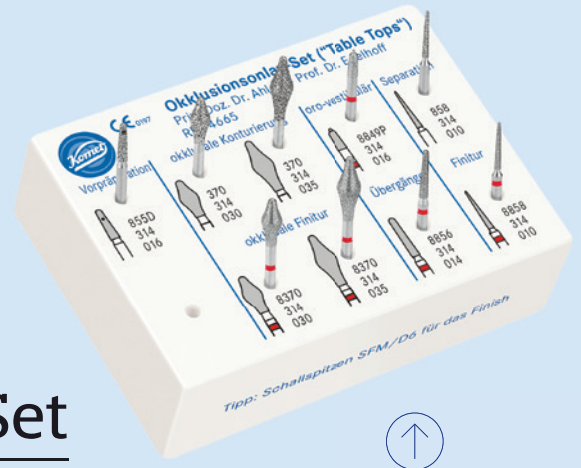 Okklusionsonlay-Set ("Table Tops")
Doz. Dr. Prof. Dr. Edelhoff
4665
CE 0197
Komet
Vorpräparation
855D
314
016
okklusale Konturierung
370
314
030
370
314
035
oro-vestibulär
8849P
314
016
Separation
858
314
010
okklusale Finitur
8370
314
030
8370
314
035
Übergänge
8856
314
014
Finitur
8858
314
010
Tipp: Schallspitzen SFM/D6 für das Finish
Set